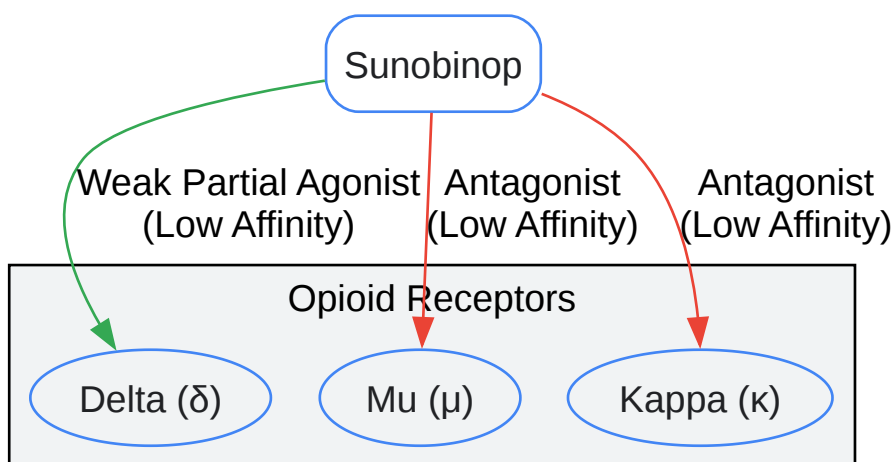 Sunobinop
Weak Partial Agonist
(Low Affinity)
Antagonist
(Low Affinity)
Antagonist
(Low Affinity)
Opioid Receptors
Delta (δ)
Mu (μ)
Kappa (κ)